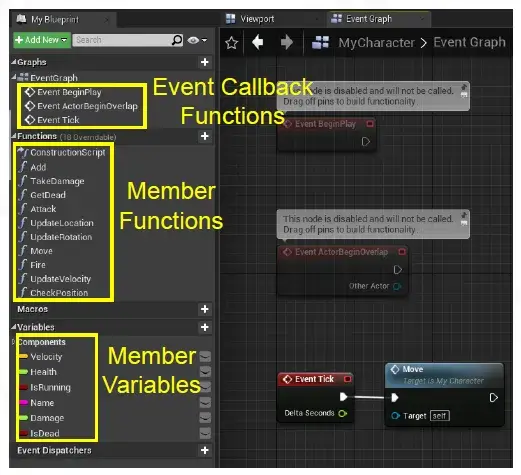 My Blueprint
Viewport
Event Graph
+ Add New
Search
MyCharacter > Event Graph
Graphs
EventGraph
Event BeginPlay
Event ActorBeginOverlap
Event Tick
Event Callback
Functions
Functions (18 Overridable)
ConstructionScript
Add
TakeDamage
GetDead
Attack
UpdateLocation
UpdateRotation
Move
Fire
UpdateVelocity
CheckPosition
Member
Functions
Macros
Variables
Components
Velocity
Health
IsRunning
Name
Damage
IsDead
Member
Variables
Event Dispatchers
This node is disabled and will not be called.
Drag off pins to build functionality.
Event BeginPlay
This node is disabled and will not be called.
Drag off pins to build functionality.
Event ActorBeginOverlap
Other Actor
Event Tick
Delta Seconds
Move
Target is My Character
Target self